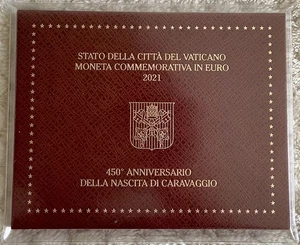 STATO DELLA CITTÀ DEL VATICANO
MONETA COMMEMORATIVA IN EURO
2021
450° ANNIVERSARIO
DELLA NASCITA DI CARAVAGGIO